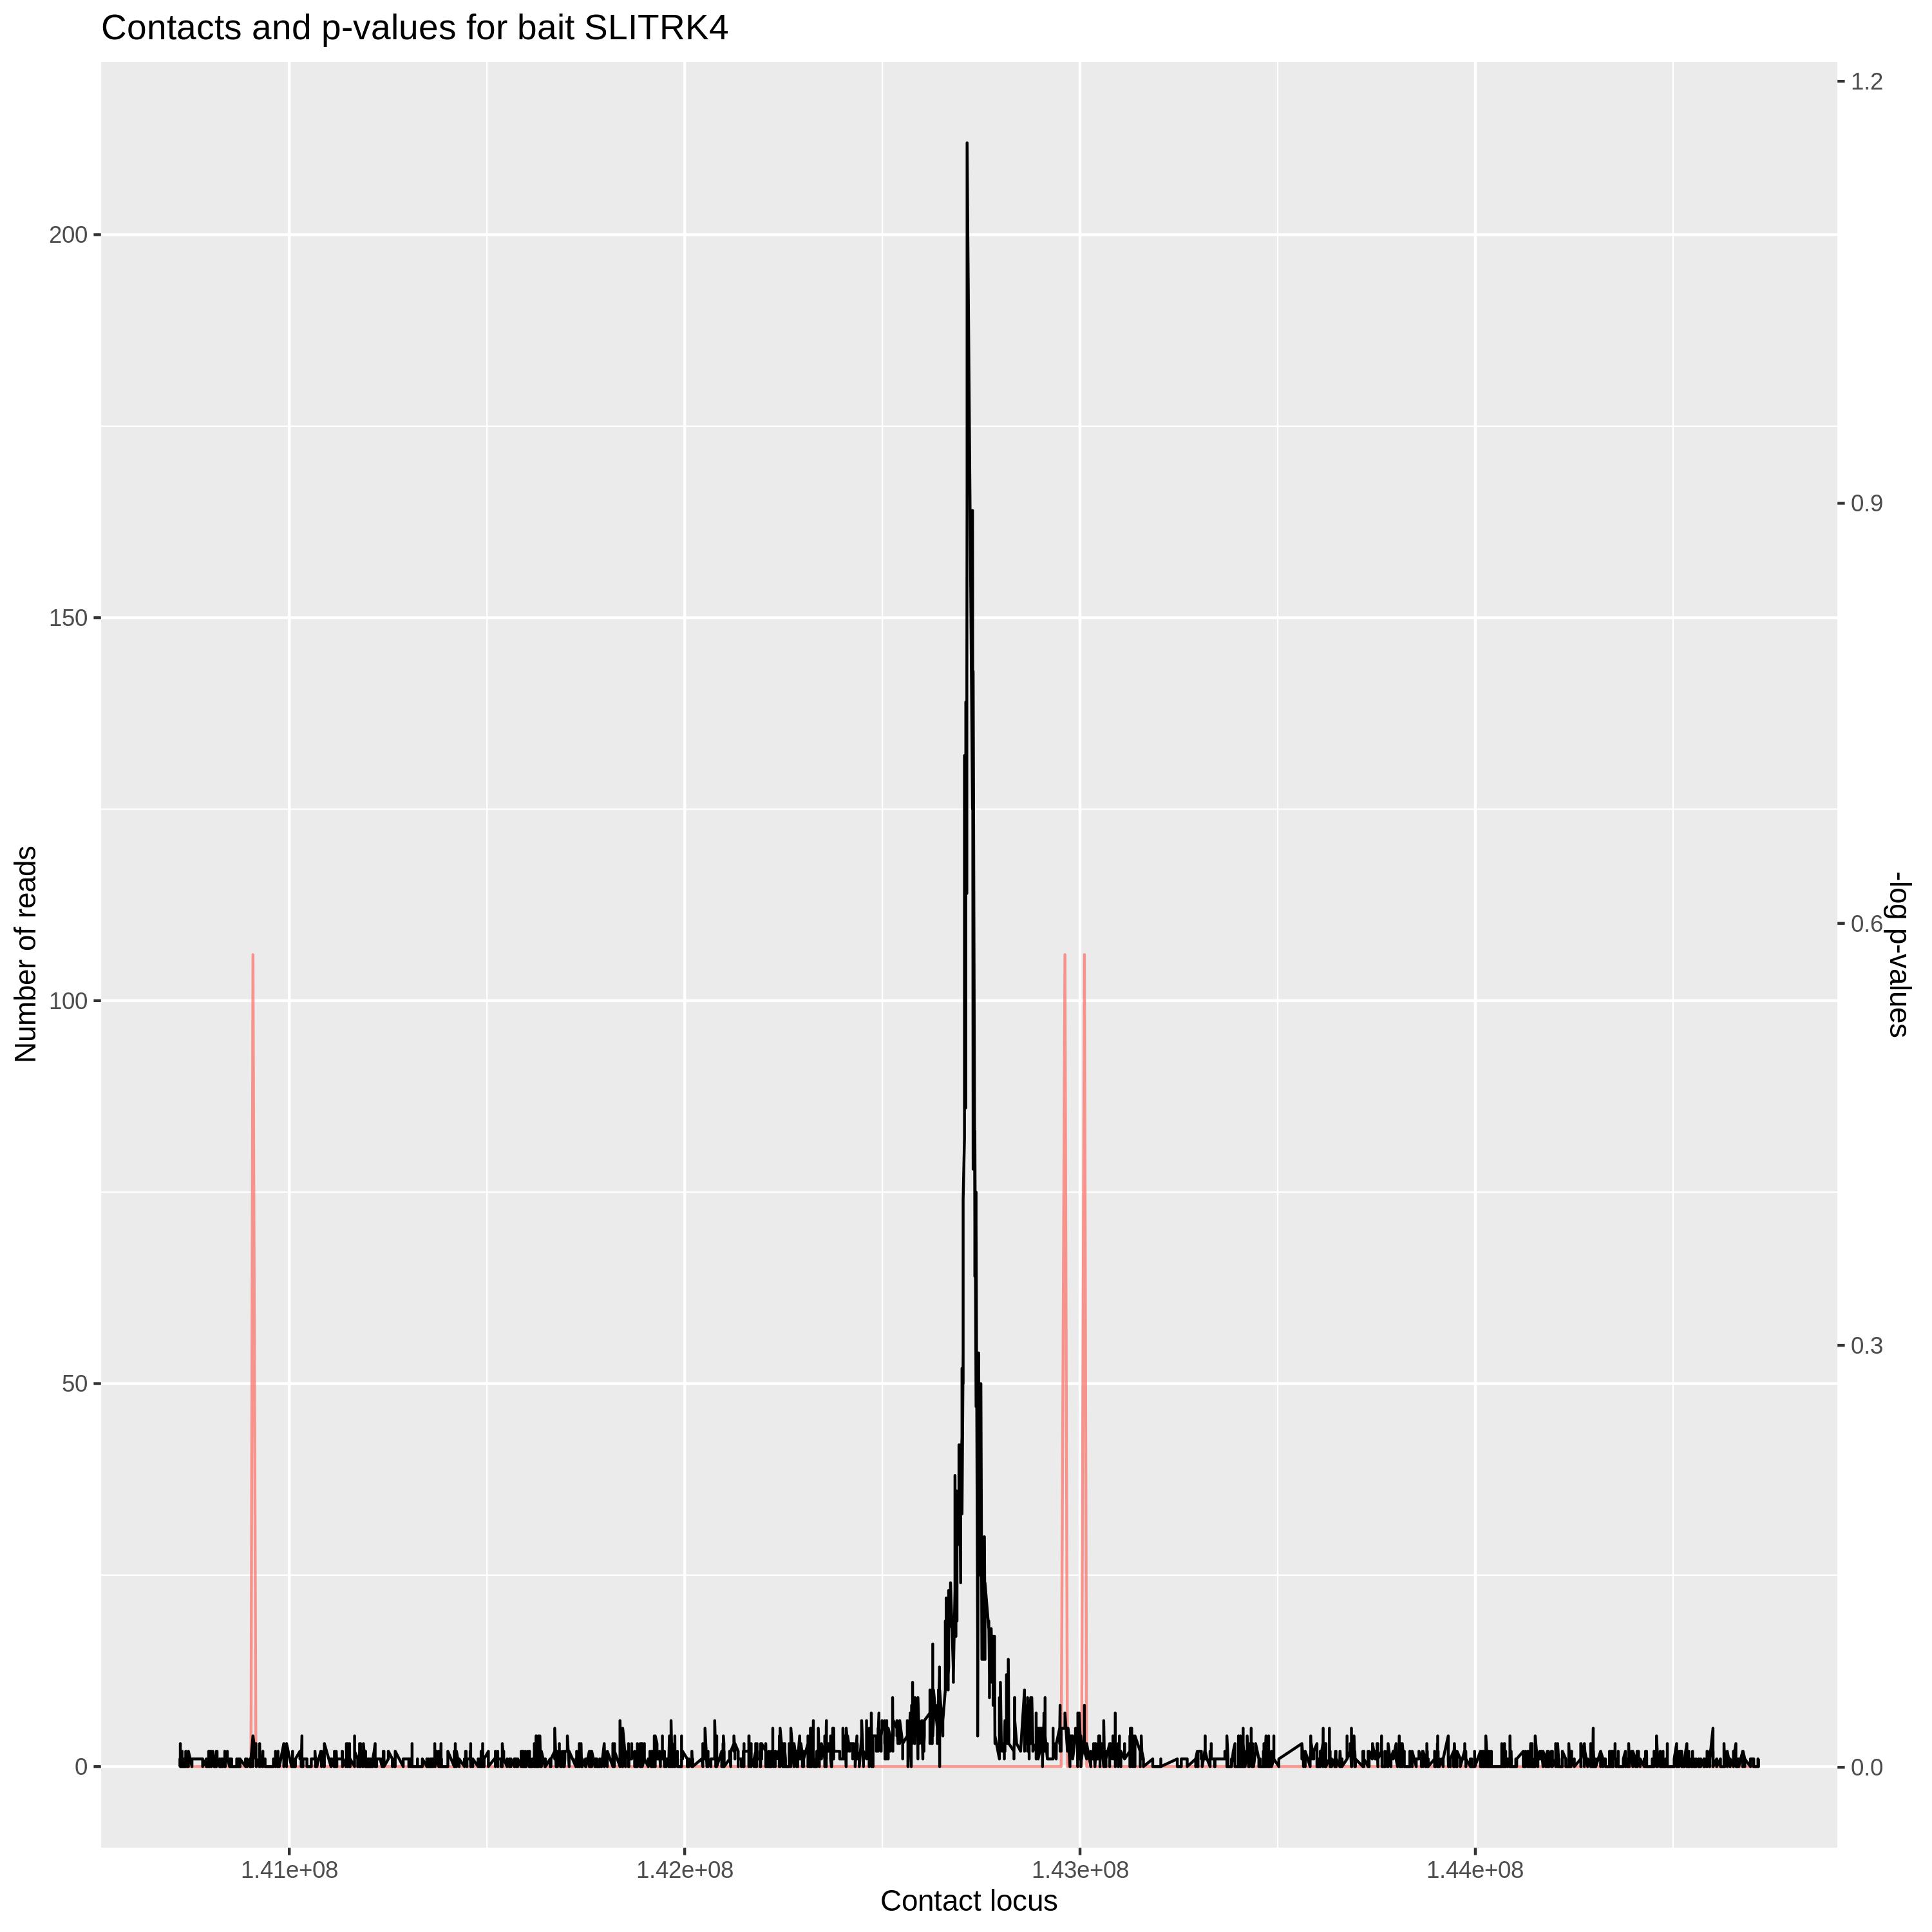 Contacts and p-values for bait SLITRK4
200
150
100
50
0
Number of reads
1.2
0.9
0.6
0.3
0.0
-log p-values
1.41e+08
1.42e+08
1.43e+08
1.44e+08
Contact locus